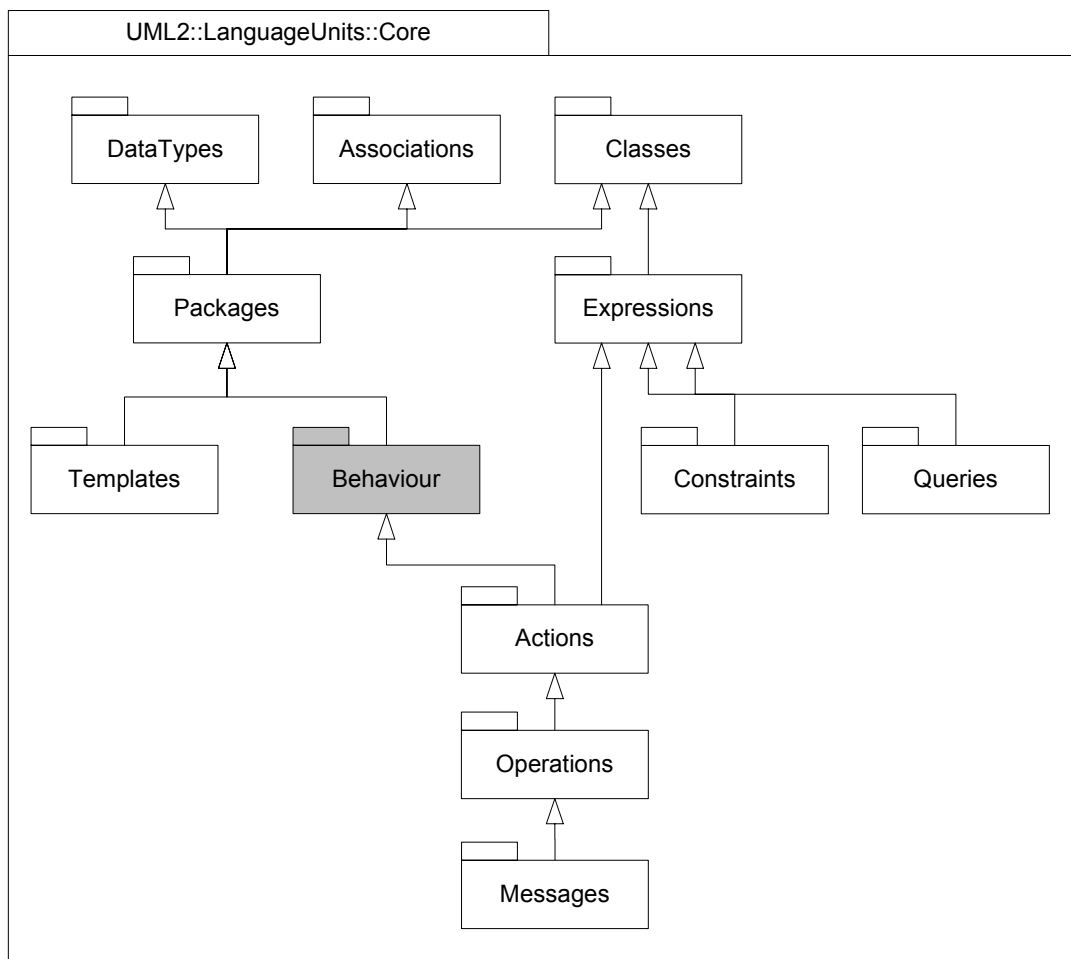 UML2::LanguageUnits::Core
DataTypes
Associations
Classes
Packages
Expressions
Templates
Behaviour
Constraints
Queries
Actions
Operations
Messages